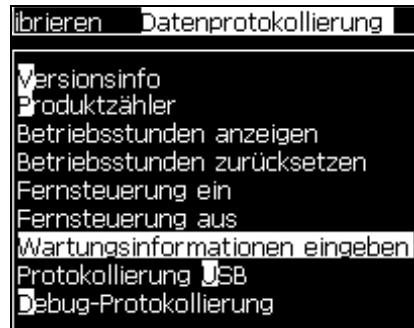 ibrieren Datenprotokollierung
Versionsinfo
Produktzähler
Betriebsstunden anzeigen
Betriebsstunden zurücksetzen
Fernsteuerung ein
Fernsteuerung aus
Wartungsinformationen eingeben
Protokollierung USB
Debug-Protokollierung